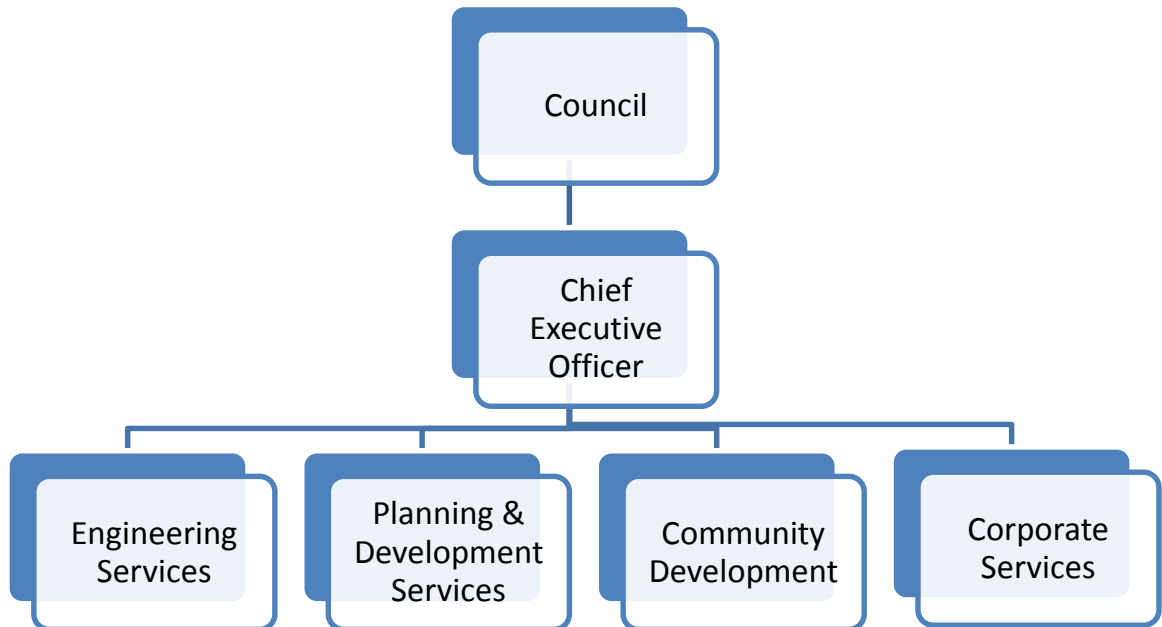 Council
Chief
Executive
Officer
Engineering
Services
Planning &
Development
Services
Community
Development
Corporate
Services